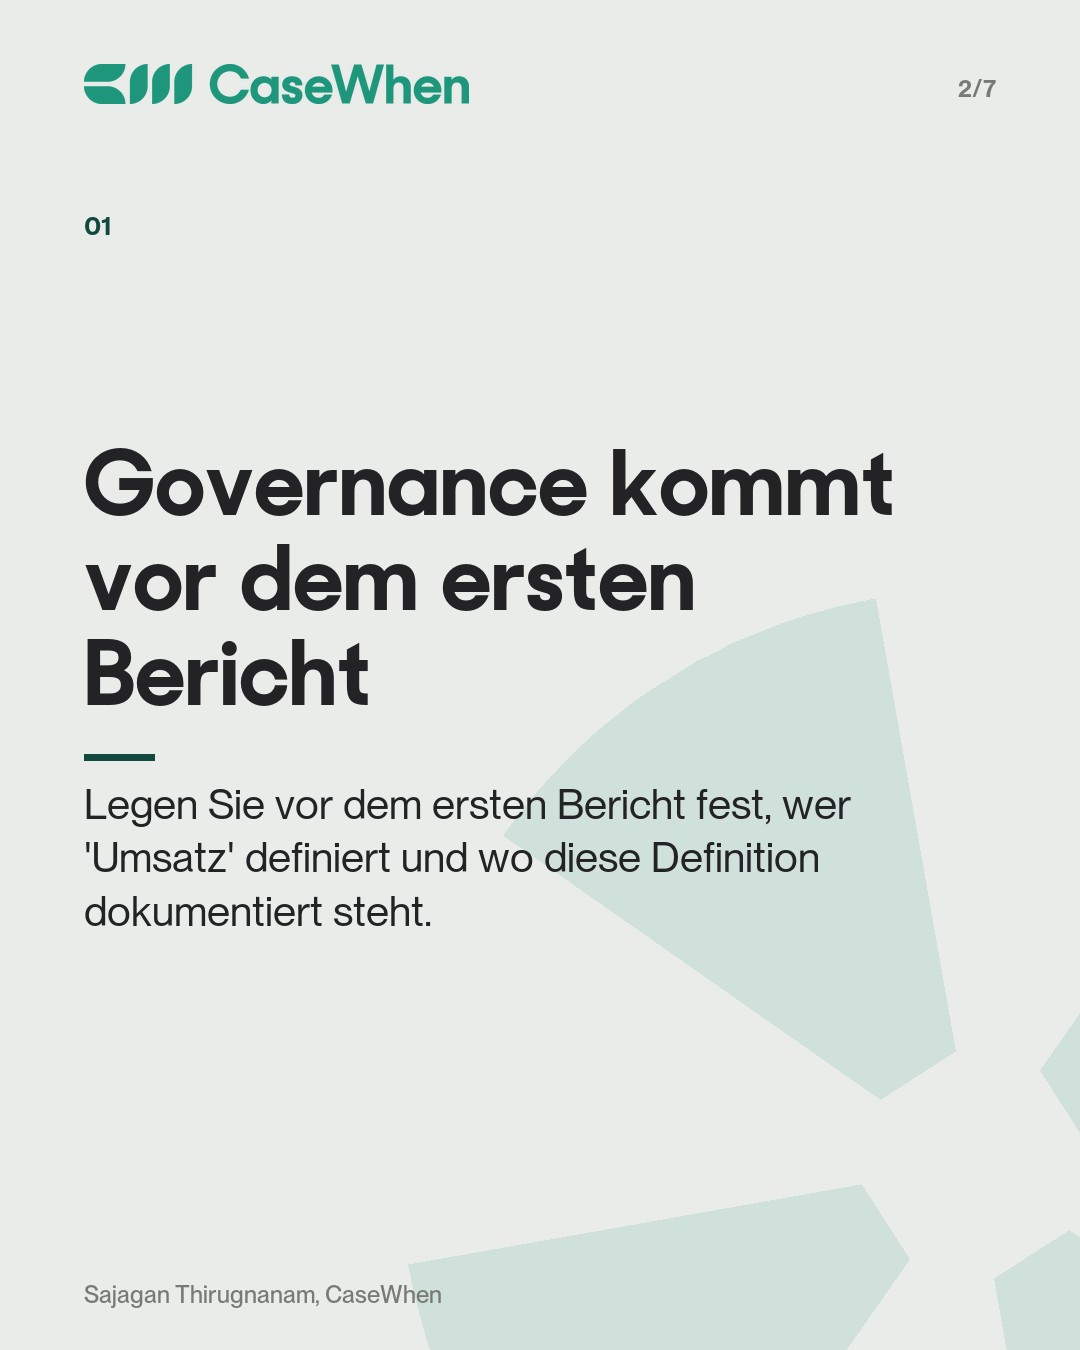 CaseWhen
2/7
01
Governance kommt
vor dem ersten
Bericht
Legen Sie vor dem ersten Bericht fest, wer
'Umsatz' definiert und wo diese Definition
dokumentiert steht.
Sajagan Thirugnanam, CaseWhen